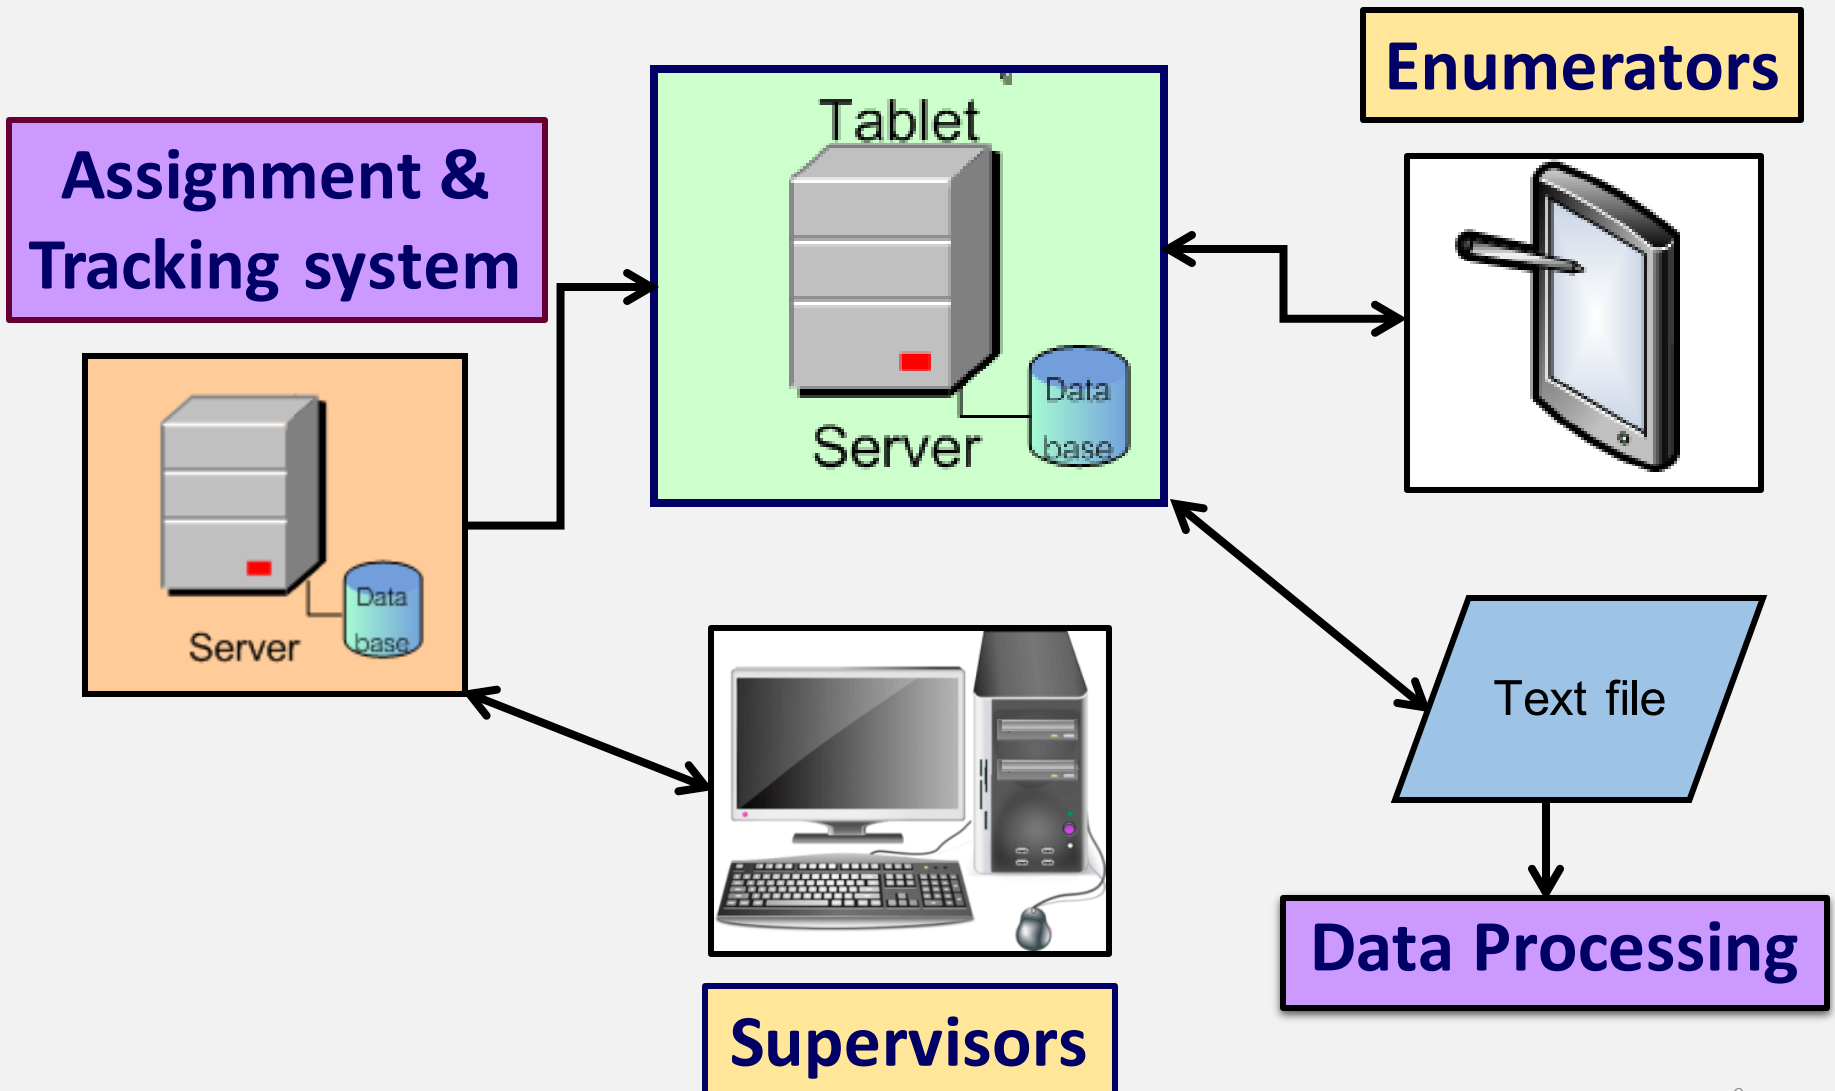 Enumerators
Tablet
Assignment &
Tracking system
Data
base
Server
Data
base
Server
Text file
Data Processing
Supervisors